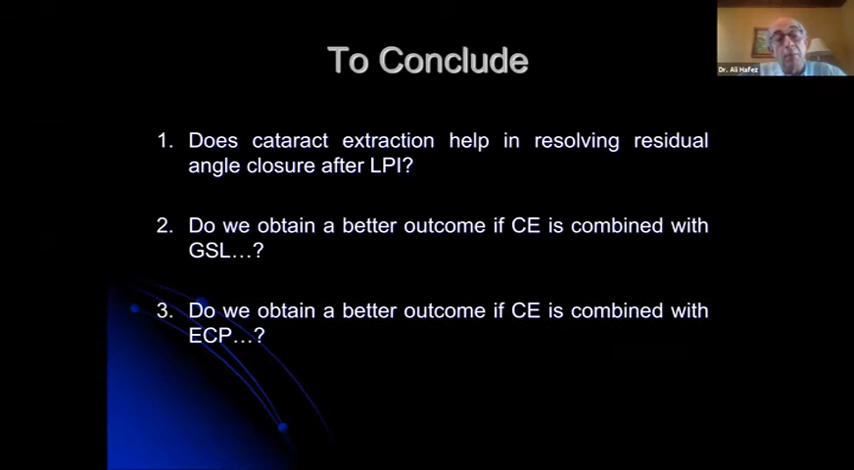 To Conclude
Dr. Ali Hafez
1. Does cataract extraction help in resolving residual
angle closure after LPI?
2. Do we obtain a better outcome if CE is combined with
GSL…?
3. Do we obtain a better outcome if CE is combined with
ECP…?